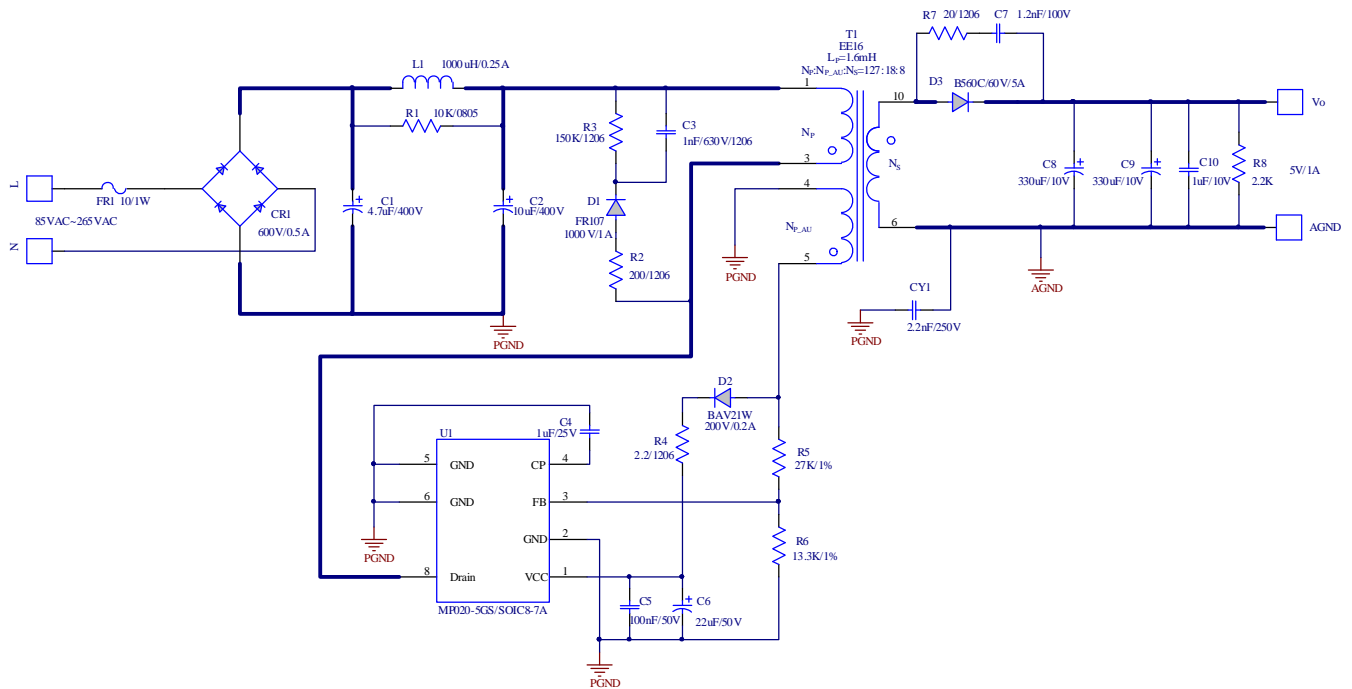 R7 20/1206 C7 1.2nF/100V
T1
EE16
LP=1.6mH
NP:NP_AU:NS=127:18:8
L1 1000uH/0.25A
R1 10K/0805
R3
150K/1206
C3
1nF/630V/1206
D1
FR107
1000V/1A
R2
200/1206
1
NP
3
4
NP_AU
5
10
NS
6
D3 B560C/60V/5A
Vo
C8
330uF/10V
C9
330uF/10V
C10
1uF/10V
R8
2.2K
5V/1A
AGND
AGND
L
FR1 10/1W
85VAC~265VAC
N
CR1
600V/0.5A
C1
4.7uF/400V
C2
10uF/400V
PGND
PGND
CY1
2.2nF/250V
PGND
D2
BAV21W
200V/0.2A
R4
2.2/1206
R5
27K/1%
R6
13.3K/1%
C4
1uF/25V
U1
5 GND CP 4
6 GND FB 3
GND 2
8 Drain VCC 1
MP020-5GS/SOIC8-7A
PGND
C5
100nF/50V
C6
22uF/50V
PGND